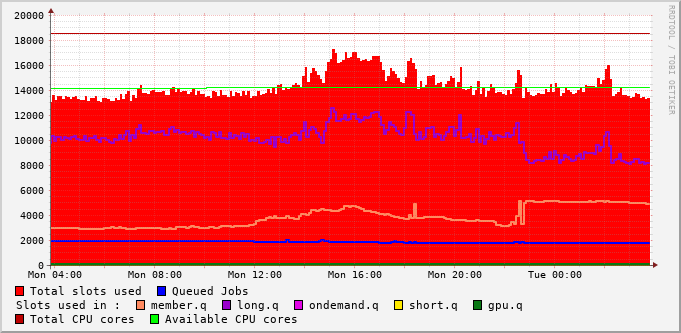 20000
18000
16000
14000
12000
10000
8000
6000
4000
2000
0
Mon 04:00 Mon 08:00 Mon 12:00 Mon 16:00 Mon 20:00 Tue 00:00
RRDTOOL / TOBI OETIKER
Total slots used Queued Jobs
Slots used in : member.q long.q ondemand.q short.q gpu.q
Total CPU cores Available CPU cores